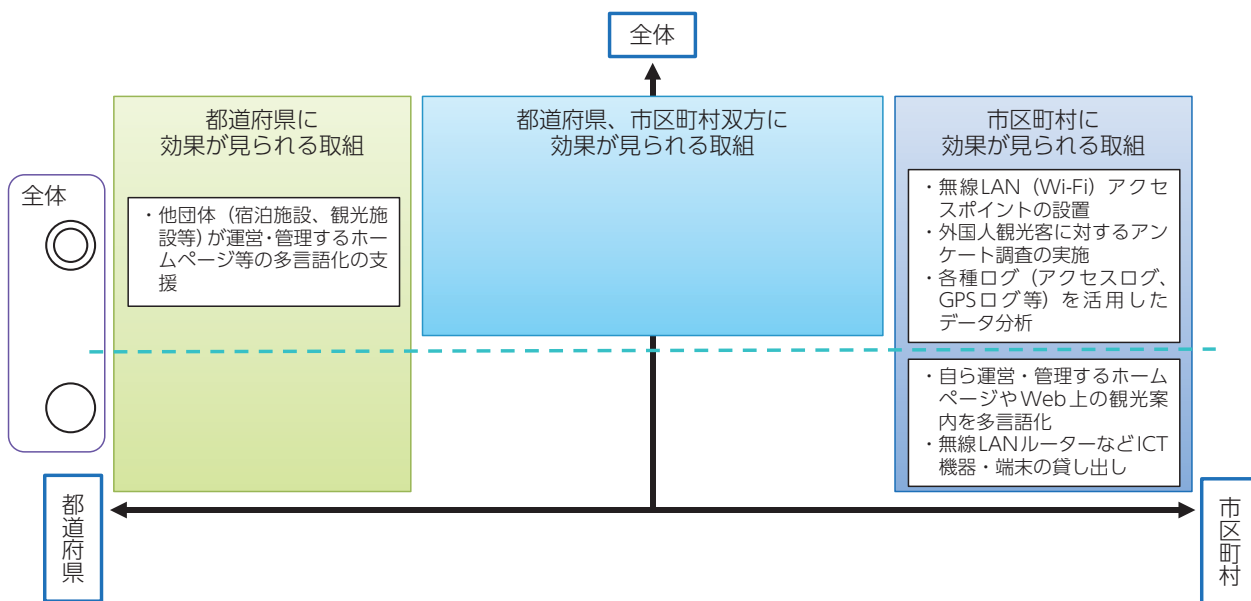 全体
都道府県に
効果が見られる取組
都道府県、市区町村双方に
効果が見られる取組
市区町村に
効果が見られる取組
全体
・他団体（宿泊施設、観光施
設等）が運営・管理するホー
ムページ等の多言語化の支
援
・無線LAN（Wi-Fi）アクセ
スポイントの設置
・外国人観光客に対するアン
ケート調査の実施
・各種ログ（アクセスログ、
GPSログ等）を活用した
データ分析
・自ら運営・管理するホーム
ページやWeb上の観光案
内を多言語化
・無線LANルーターなどICT
機器・端末の貸し出し
都道府県
市区町村